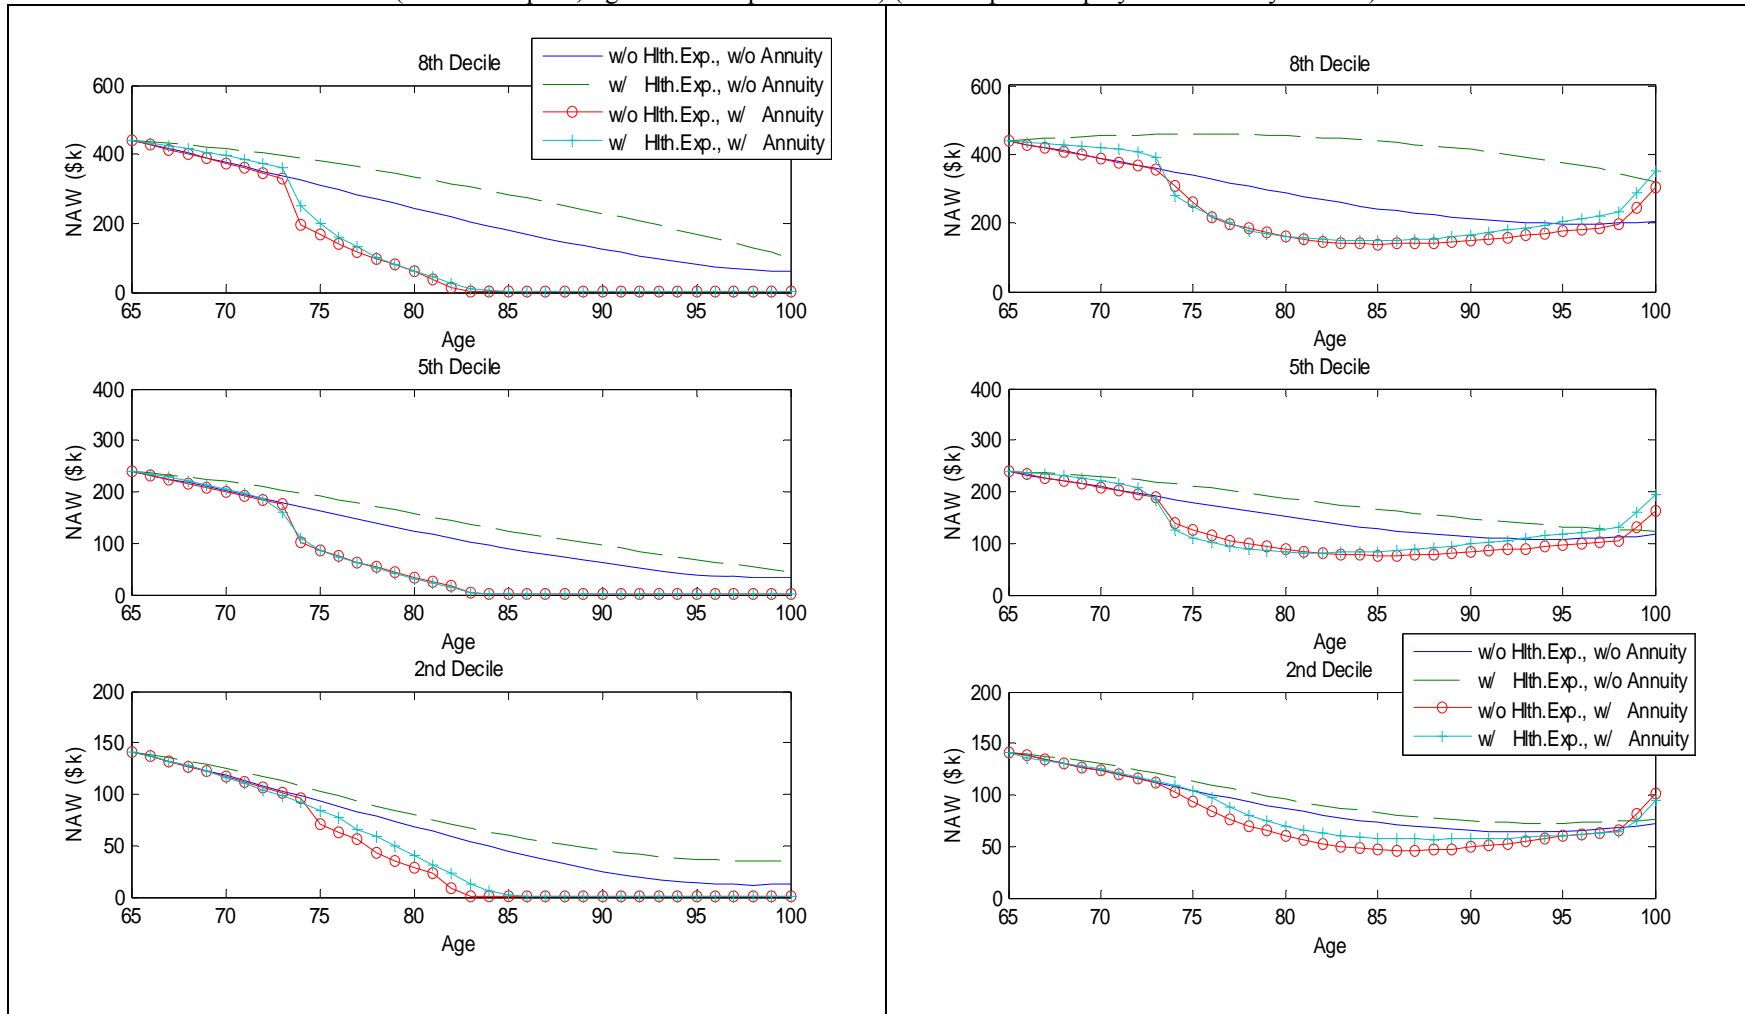 8th Decile
w/o Hlth.Exp., w/o Annuity
w/ Hlth.Exp., w/o Annuity
w/o Hlth.Exp., w/ Annuity
w/ Hlth.Exp., w/ Annuity
NAW ($k)
600
400
200
0
65 70 75 80 85 90 95 100
Age
5th Decile
NAW ($k)
400
300
200
100
0
65 70 75 80 85 90 95 100
Age
2nd Decile
NAW ($k)
200
150
100
50
0
65 70 75 80 85 90 95 100
Age
8th Decile
NAW ($k)
600
400
200
0
65 70 75 80 85 90 95 100
Age
5th Decile
NAW ($k)
400
300
200
100
0
65 70 75 80 85 90 95 100
Age
2nd Decile
w/o Hlth.Exp., w/o Annuity
w/ Hlth.Exp., w/o Annuity
w/o Hlth.Exp., w/ Annuity
w/ Hlth.Exp., w/ Annuity
NAW ($k)
200
150
100
50
0
65 70 75 80 85 90 95 100
Age